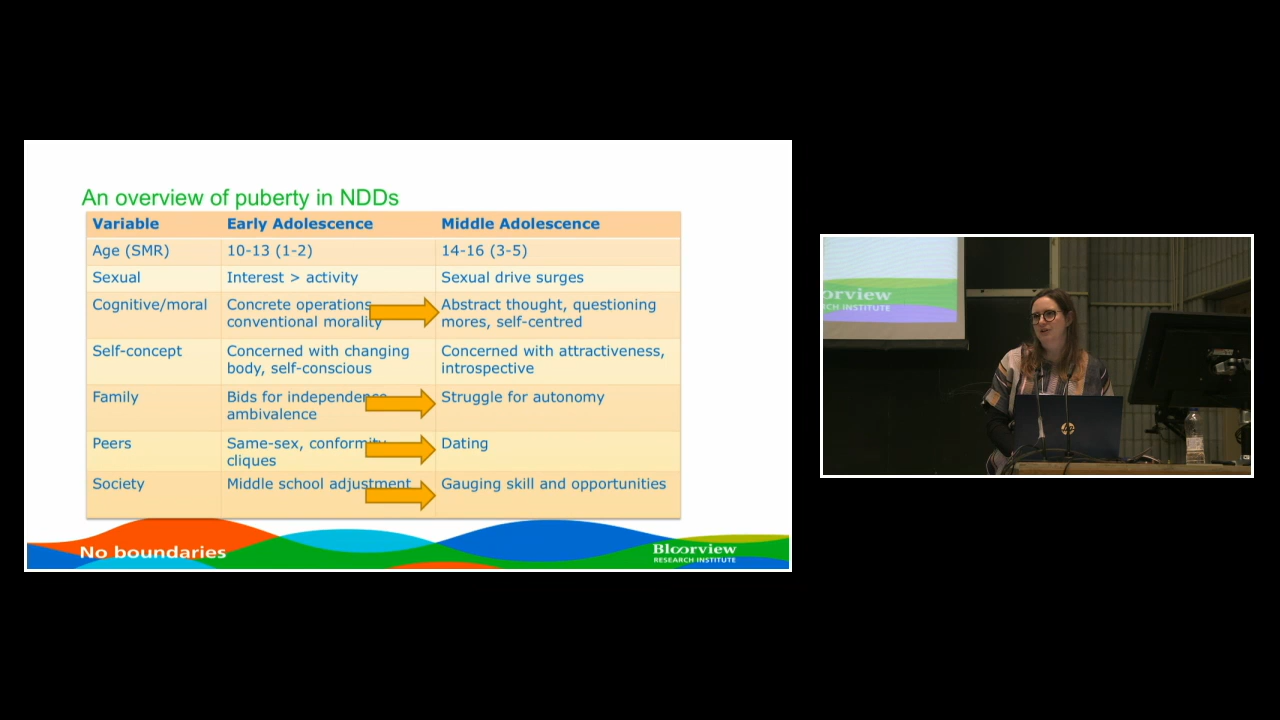 An overview of puberty in NDDs
Variable Early Adolescence Middle Adolescence
Age (SMR) 10-13 (1-2) 14-16 (3-5)
Sexual Interest > activity Sexual drive surges
Cognitive/moral Concrete operations Abstract thought, questioning
conventional morality mores, self-centred
Self-concept Concerned with changing Concerned with attractiveness,
body, self-conscious introspective
Family Bids for independence Struggle for autonomy
ambivalence
Peers Same-sex, conformity Dating
cliques
Society Middle school adjustment Gauging skill and opportunities
No boundaries
Bloorview
RESEARCH INSTITUTE
orview
CH INSTITUTE
hp